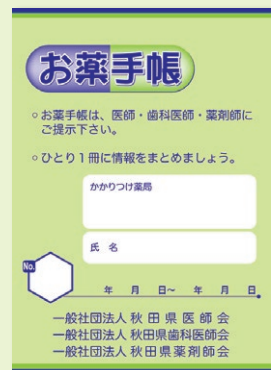 お薬手帳
○お薬手帳は、医師・歯科医師・薬剤師に
ご提示下さい。
○ひとり1冊に情報をまとめましょう。
かかりつけ薬局
氏 名
No.
年 月 日～ 年 月 日
一般社団法人 秋田県医師会
一般社団法人 秋田県歯科医師会
一般社団法人 秋田県薬剤師会